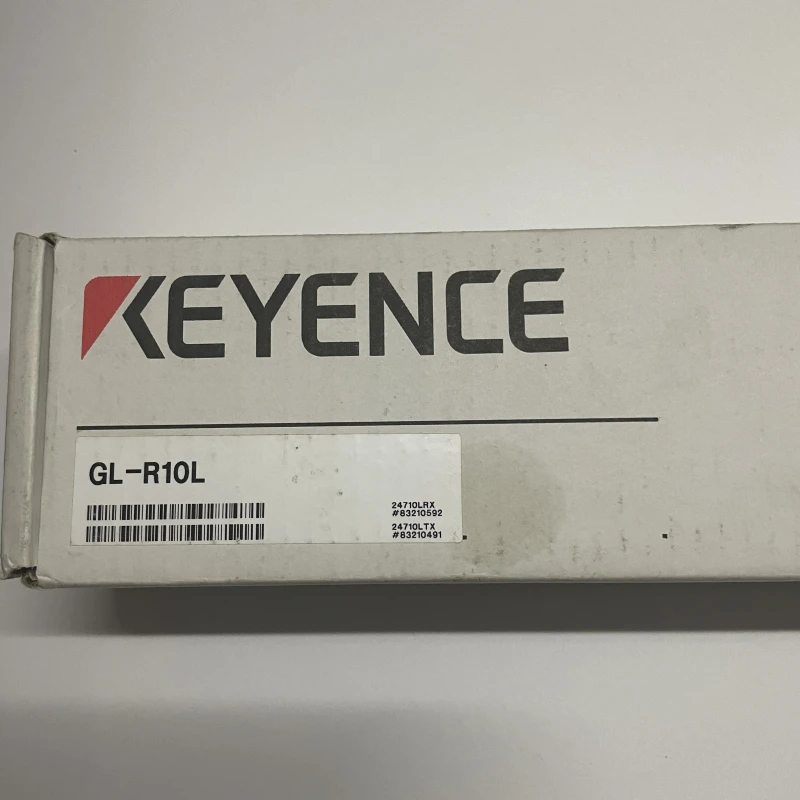 KEYENCE
GL-R10L
24710LRX
#83210592
24710LTX
#83210491